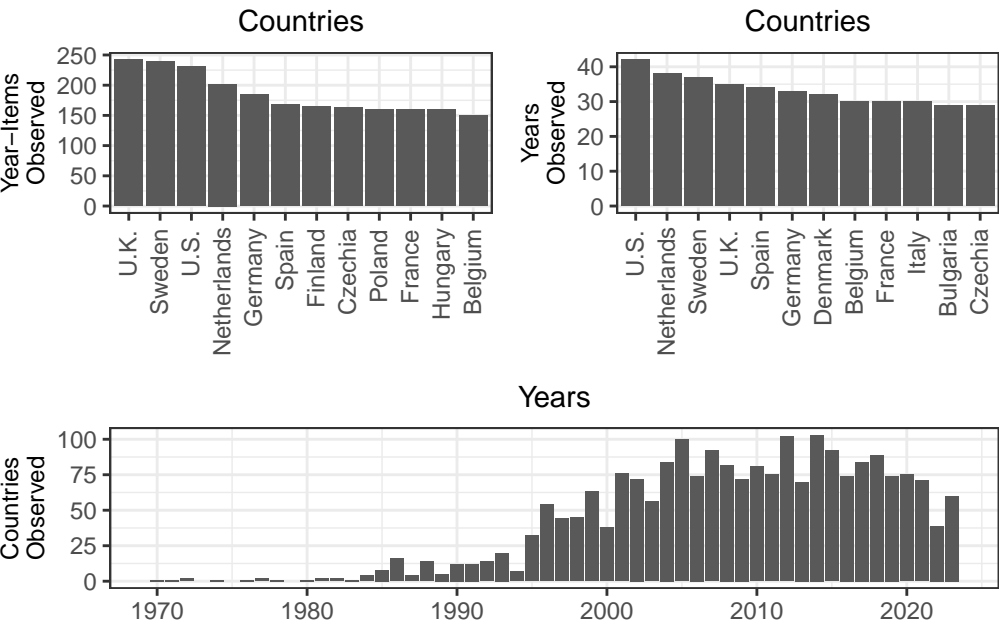 Countries
Year−Items
Observed
250
200
150
100
50
0
U.K.
Sweden
U.S.
Netherlands
Germany
Spain
Finland
Czechia
Poland
France
Hungary
Belgium
Countries
Years
Observed
40
30
20
10
0
U.S.
Netherlands
Sweden
U.K.
Spain
Germany
Denmark
Belgium
France
Italy
Bulgaria
Czechia
Years
Countries
Observed
100
75
50
25
0
1970 1980 1990 2000 2010 2020